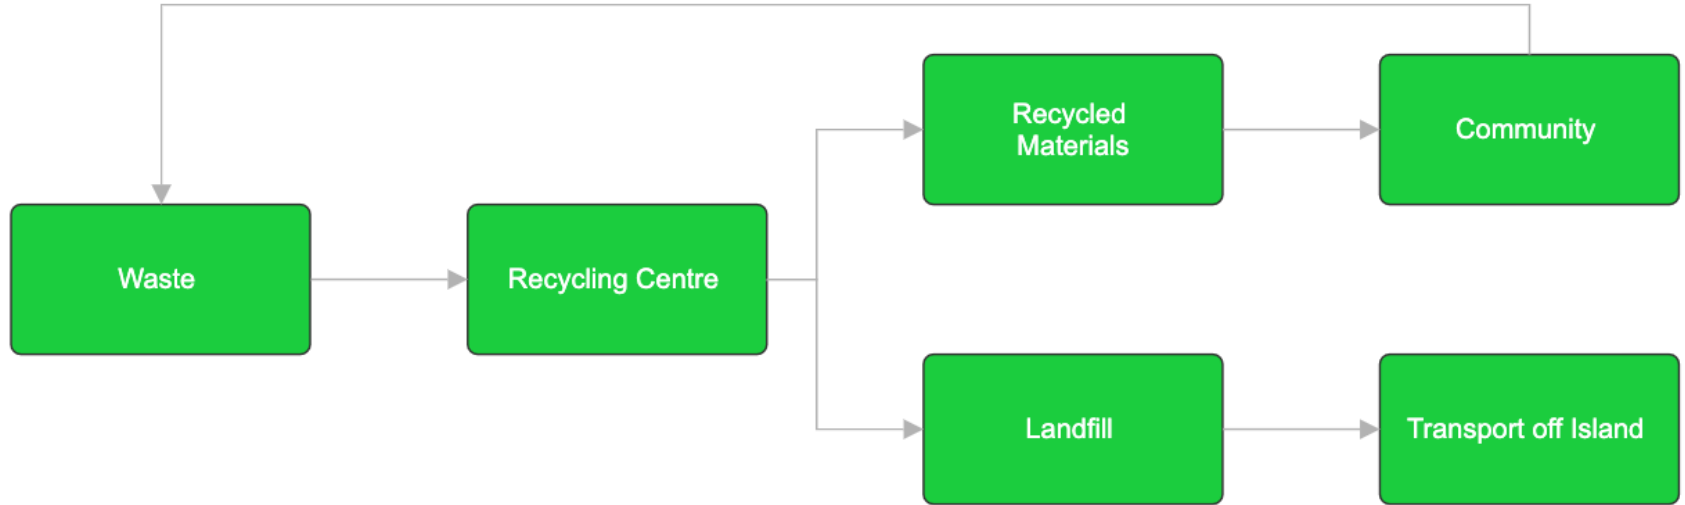 Waste
Recycling Centre
Recycled
Materials
Community
Landfill
Transport off Island